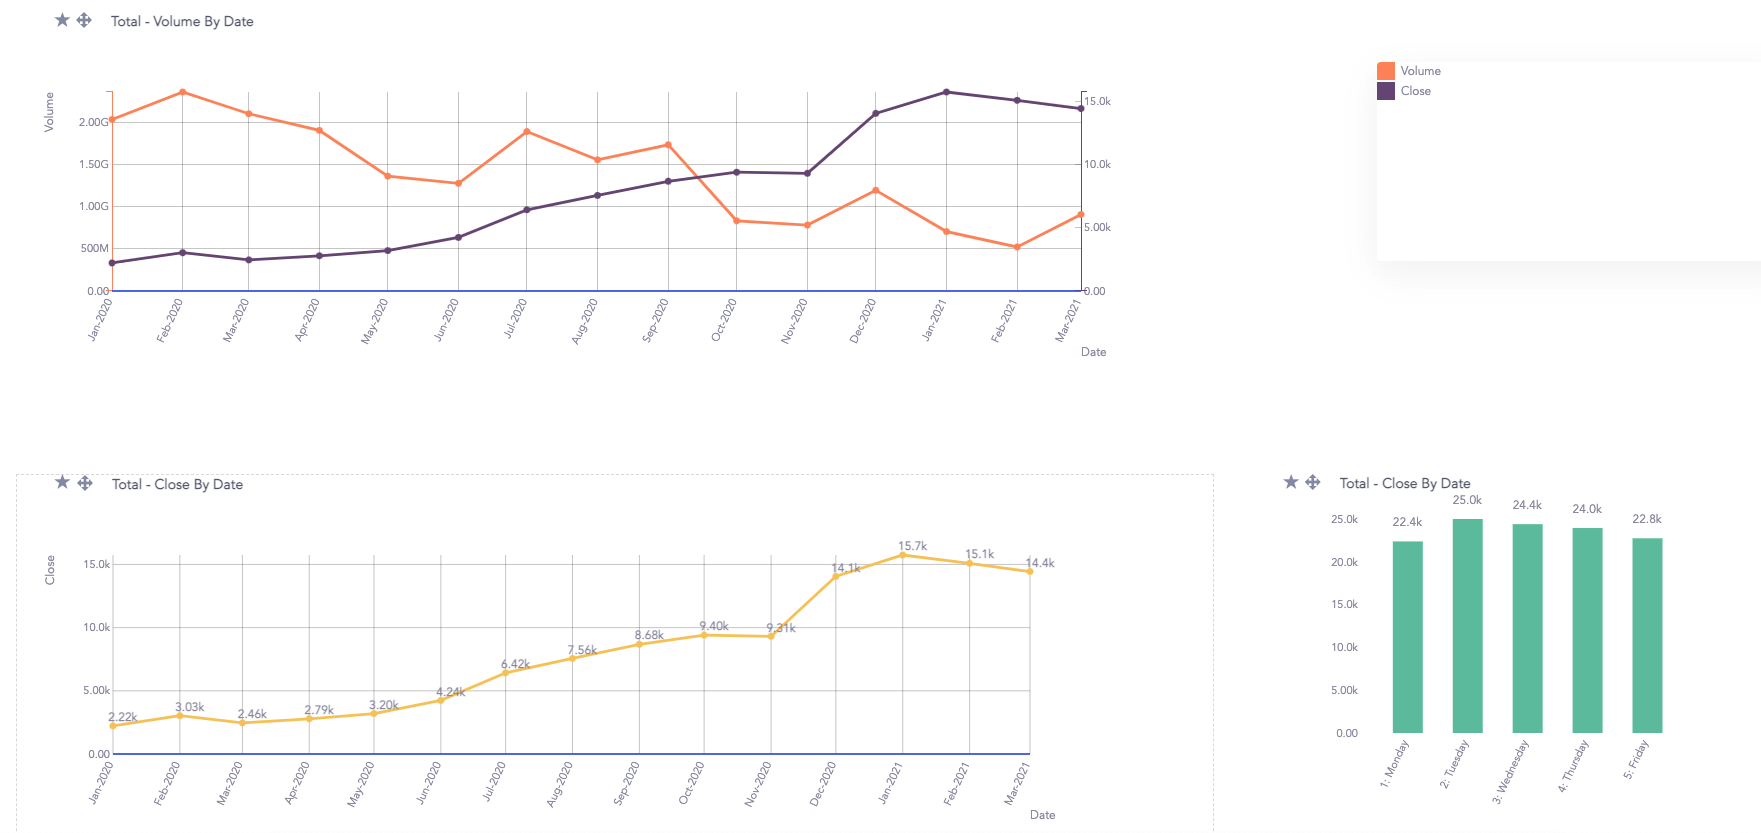 Total - Volume By Date
Volume
2.00G
1.50G
1.00G
500M
0.00
15.0k
10.0k
5.00k
0.00
Jan-2020
Feb-2020
Mar-2020
Apr-2020
May-2020
Jun-2020
Jul-2020
Aug-2020
Sep-2020
Oct-2020
Nov-2020
Dec-2020
Jan-2021
Feb-2021
Mar-2021
Date
Volume
Close
Total - Close By Date
Close
15.0k
10.0k
5.00k
0.00
2.22k
3.03k
2.46k
2.79k
3.20k
4.24k
6.42k
7.56k
8.68k
9.40k
9.31k
14.1k
15.7k
15.1k
14.4k
Jan-2020
Feb-2020
Mar-2020
Apr-2020
May-2020
Jun-2020
Jul-2020
Aug-2020
Sep-2020
Oct-2020
Nov-2020
Dec-2020
Jan-2021
Feb-2021
Mar-2021
Date
Total - Close By Date
25.0k
20.0k
15.0k
10.0k
5.00k
0.00
22.4k
25.0k
24.4k
24.0k
22.8k
1: Monday
2: Tuesday
3: Wednesday
4: Thursday
5: Friday